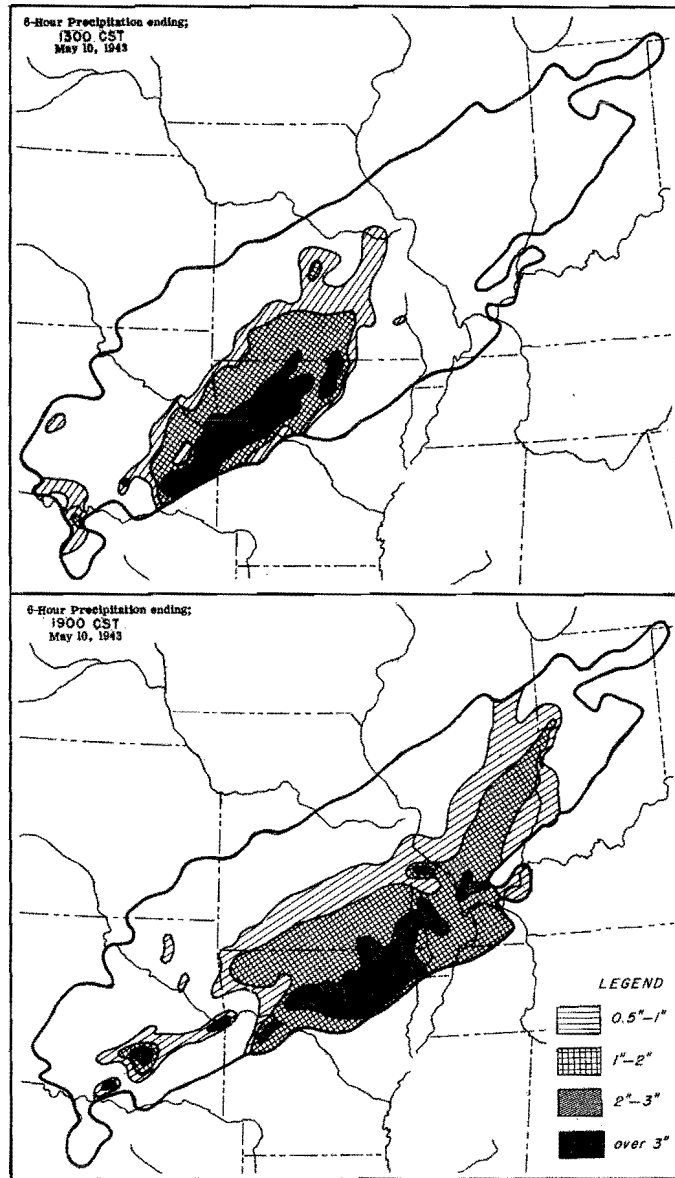 6-Hour Precipitation ending;
1300 CST
May 10, 1943
6-Hour Precipitation ending;
1900 CST
May 10, 1943
LEGEND
0.5"-1"
1"-2"
2"-3"
over 3"